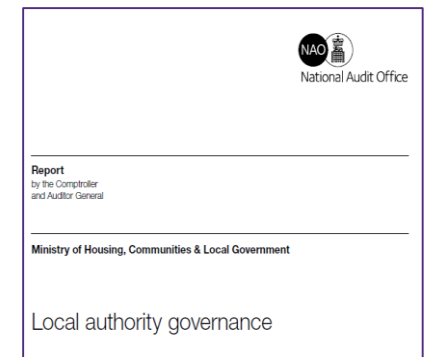 NAO
National Audit Office
Report
by the Comptroller
and Auditor General
Ministry of Housing, Communities & Local Government
Local authority governance